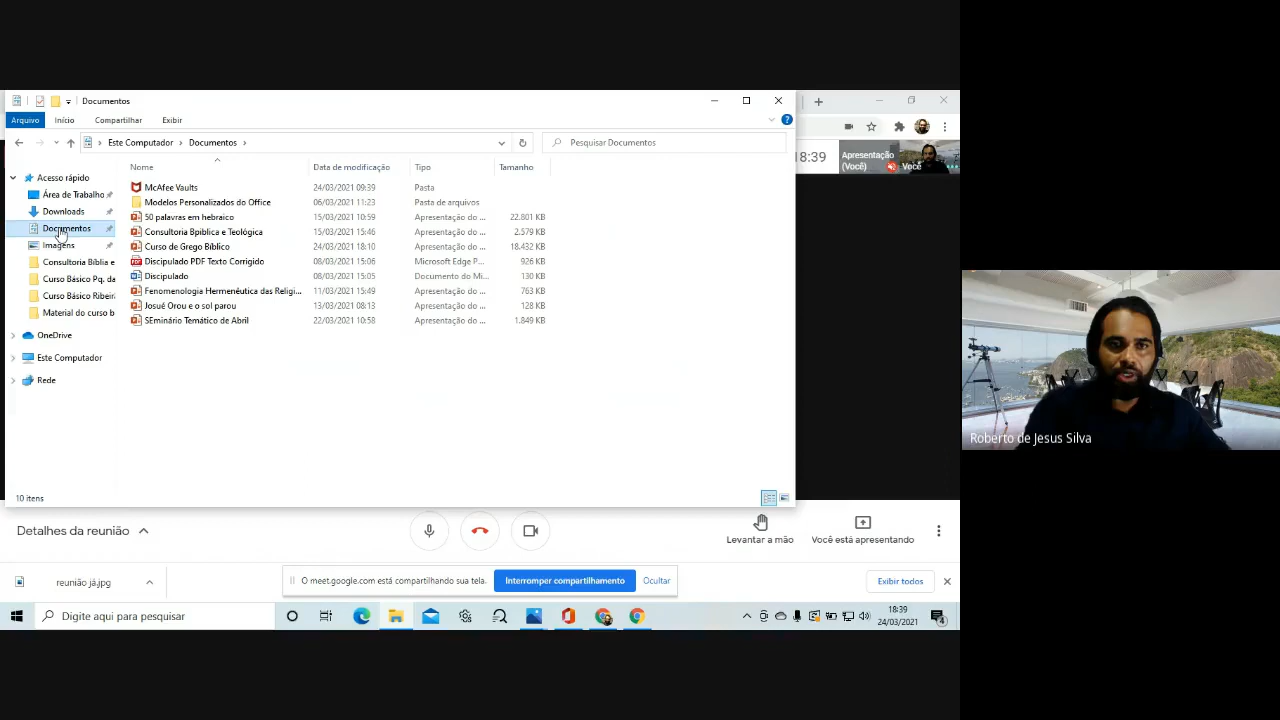 Documentos
Arquivo Início Compartilhar Exibir
Este Computador Documentos Pesquisar Documentos
Nome Data de modificação Tipo Tamanho
Acesso rápido
Área de Trabalho
Downloads
Documentos
Imagens
Consultoria Bíblia e
Curso Básico Pq. da
Curso Básico Ribeir
Material do curso b
OneDrive
Este Computador
Rede
McAfee Vaults 24/03/2021 09:39 Pasta
Modelos Personalizados do Office 06/03/2021 11:23 Pasta de arquivos
50 palavras em hebraico 15/03/2021 10:59 Apresentação do ... 22.801 KB
Consultoria Bpiblica e Teológica 15/03/2021 15:46 Apresentação do ... 2.579 KB
Curso de Grego Bíblico 24/03/2021 18:10 Apresentação do ... 18.432 KB
Discipulado PDF Texto Corrigido 08/03/2021 15:06 Microsoft Edge P... 926 KB
Discipulado 08/03/2021 15:05 Documento do Mi... 130 KB
Fenomenologia Hermenêutica das Religi... 11/03/2021 15:49 Apresentação do ... 763 KB
Josué Orou e o sol parou 13/03/2021 08:13 Apresentação do ... 128 KB
SEminário Temático de Abril 22/03/2021 10:58 Apresentação do ... 1.849 KB
10 itens
18:39
Apresentação
(Você)
Você
Roberto de Jesus Silva
Detalhes da reunião
Levantar a mão
Você está apresentando
reunião já.jpg
O meet.google.com está compartilhando sua tela.
Interromper compartilhamento
Ocultar
Exibir todos
Digite aqui para pesquisar
18:39
24/03/2021
4